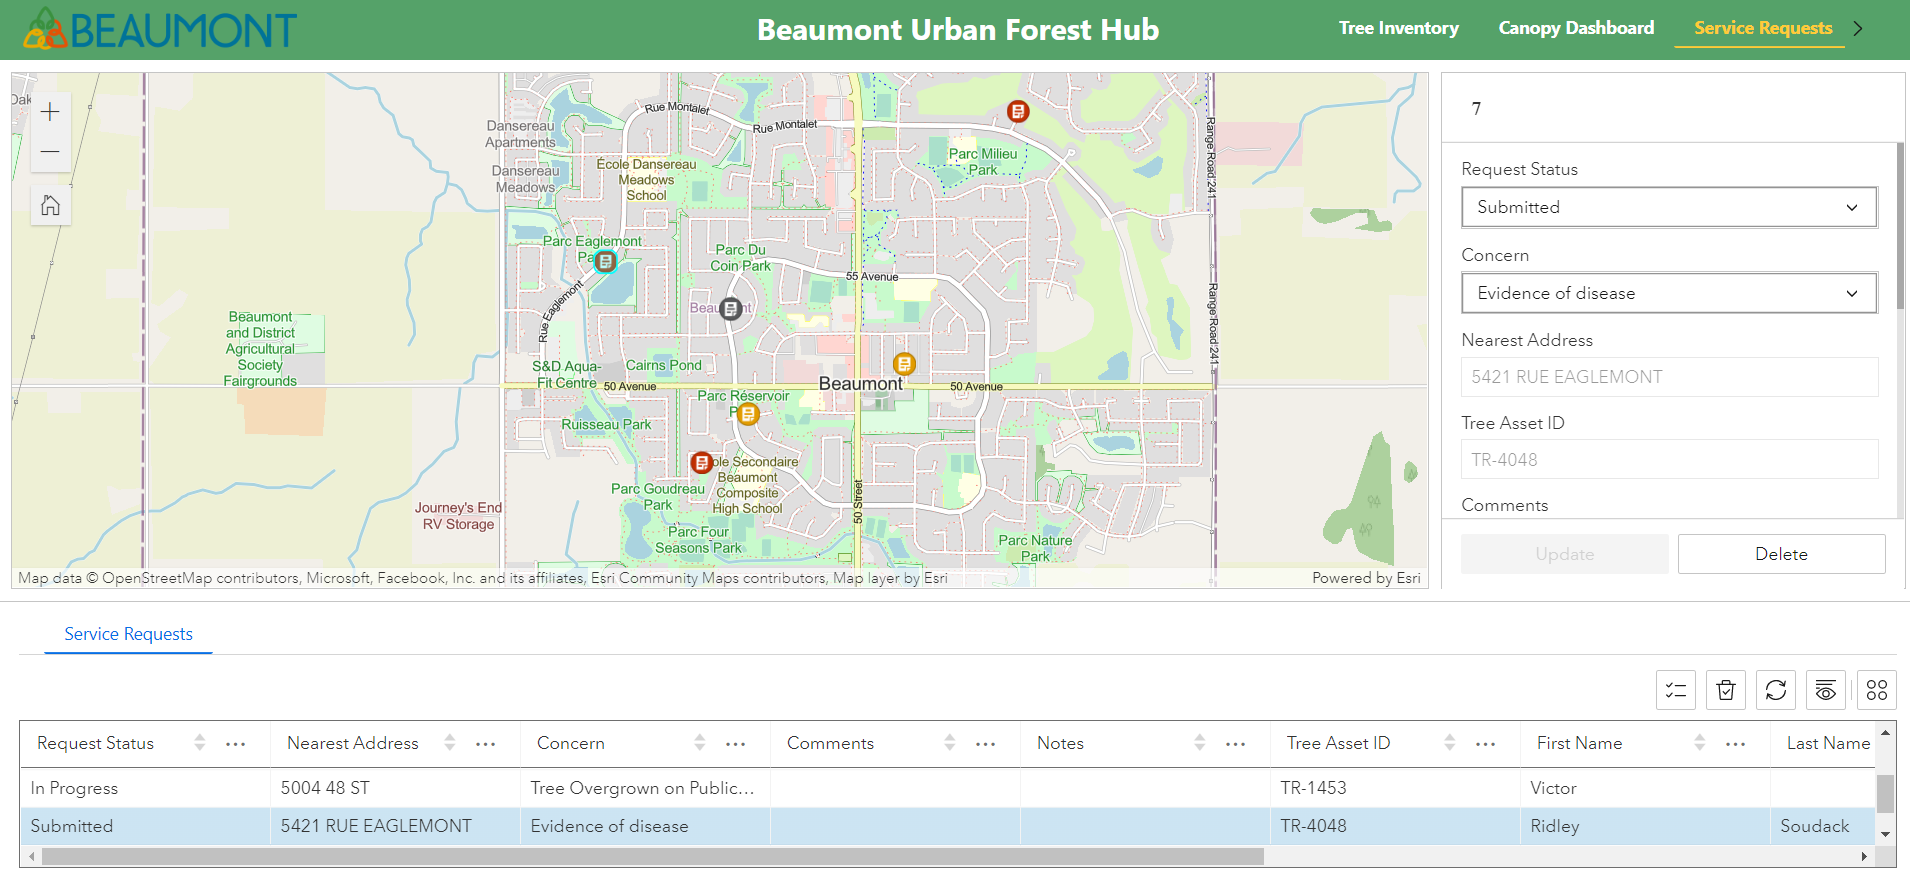 BEAUMONT
Beaumont Urban Forest Hub
Tree Inventory
Canopy Dashboard
Service Requests
Oak
Dansereau
Apartments
Dansereau
Meadows
Rue Montalet
Rue Montalet
Ecole Dansereau
Meadows
School
Parc Milieu
Park
Range Road 241
Parc Eaglemont
Parc Du
Coin Park
55 Avenue
Rue Eaglemont
Range Road 241
Beaumont
and District
Agricultural
Society
Fairgrounds
S&D Aqua-
Fit Centre
Cairns Pond
50 Avenue
Beaumont
50 Avenue
Parc Reservoir
Ruisseau Park
Ecole Secondaire
Beaumont
Composite
High School
Parc Goudreau
Park
50 Street
Journey's End
RV Storage
Parc Four
Seasons Park
Parc Nature
Park
Map data © OpenStreetMap contributors, Microsoft, Facebook, Inc. and its affiliates, Esri Community Maps contributors, Map layer by Esri
Powered by Esri
7
Request Status
Submitted
Concern
Evidence of disease
Nearest Address
5421 RUE EAGLEMONT
Tree Asset ID
TR-4048
Comments
Update
Delete
Service Requests
Request Status Nearest Address Concern Comments Notes Tree Asset ID First Name Last Name
In Progress 5004 48 ST Tree Overgrown on Public... TR-1453 Victor
Submitted 5421 RUE EAGLEMONT Evidence of disease TR-4048 Ridley Soudack